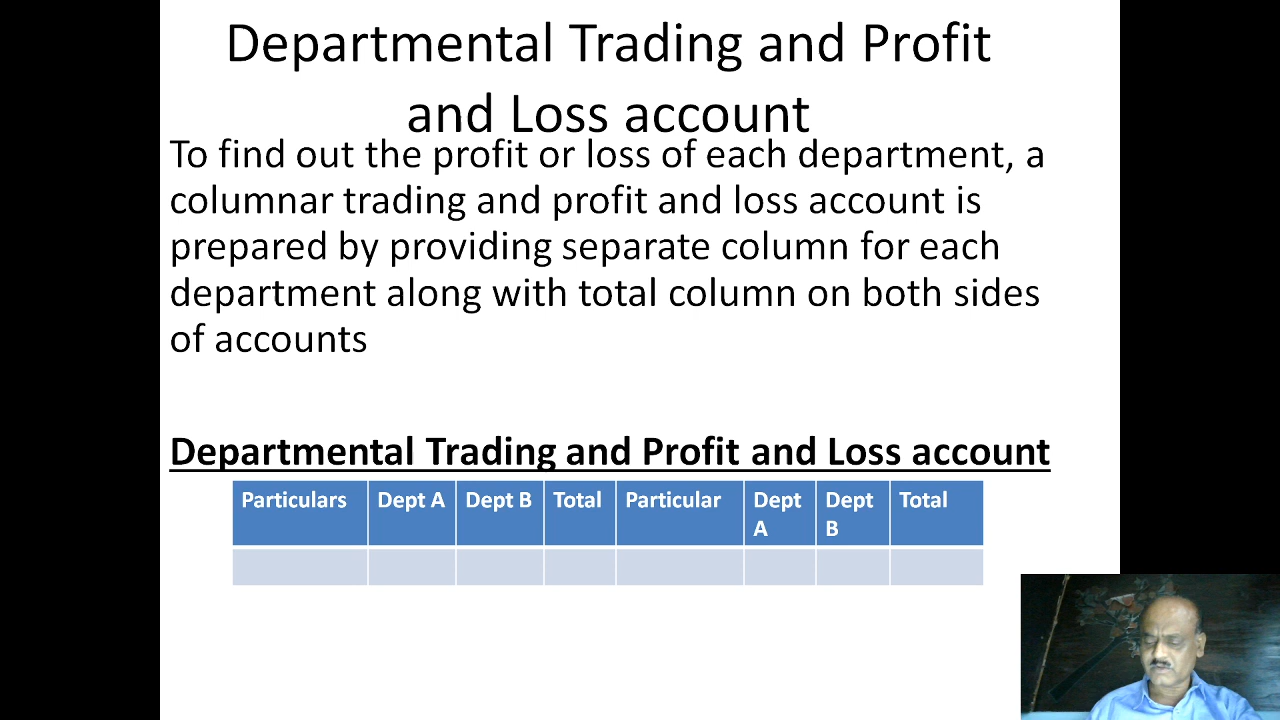 Departmental Trading and Profit
and Loss account
To find out the profit or loss of each department, a
columnar trading and profit and loss account is
prepared by providing separate column for each
department along with total column on both sides
of accounts
Departmental Trading and Profit and Loss account
Particulars Dept A Dept B Total Particular Dept A Dept B Total